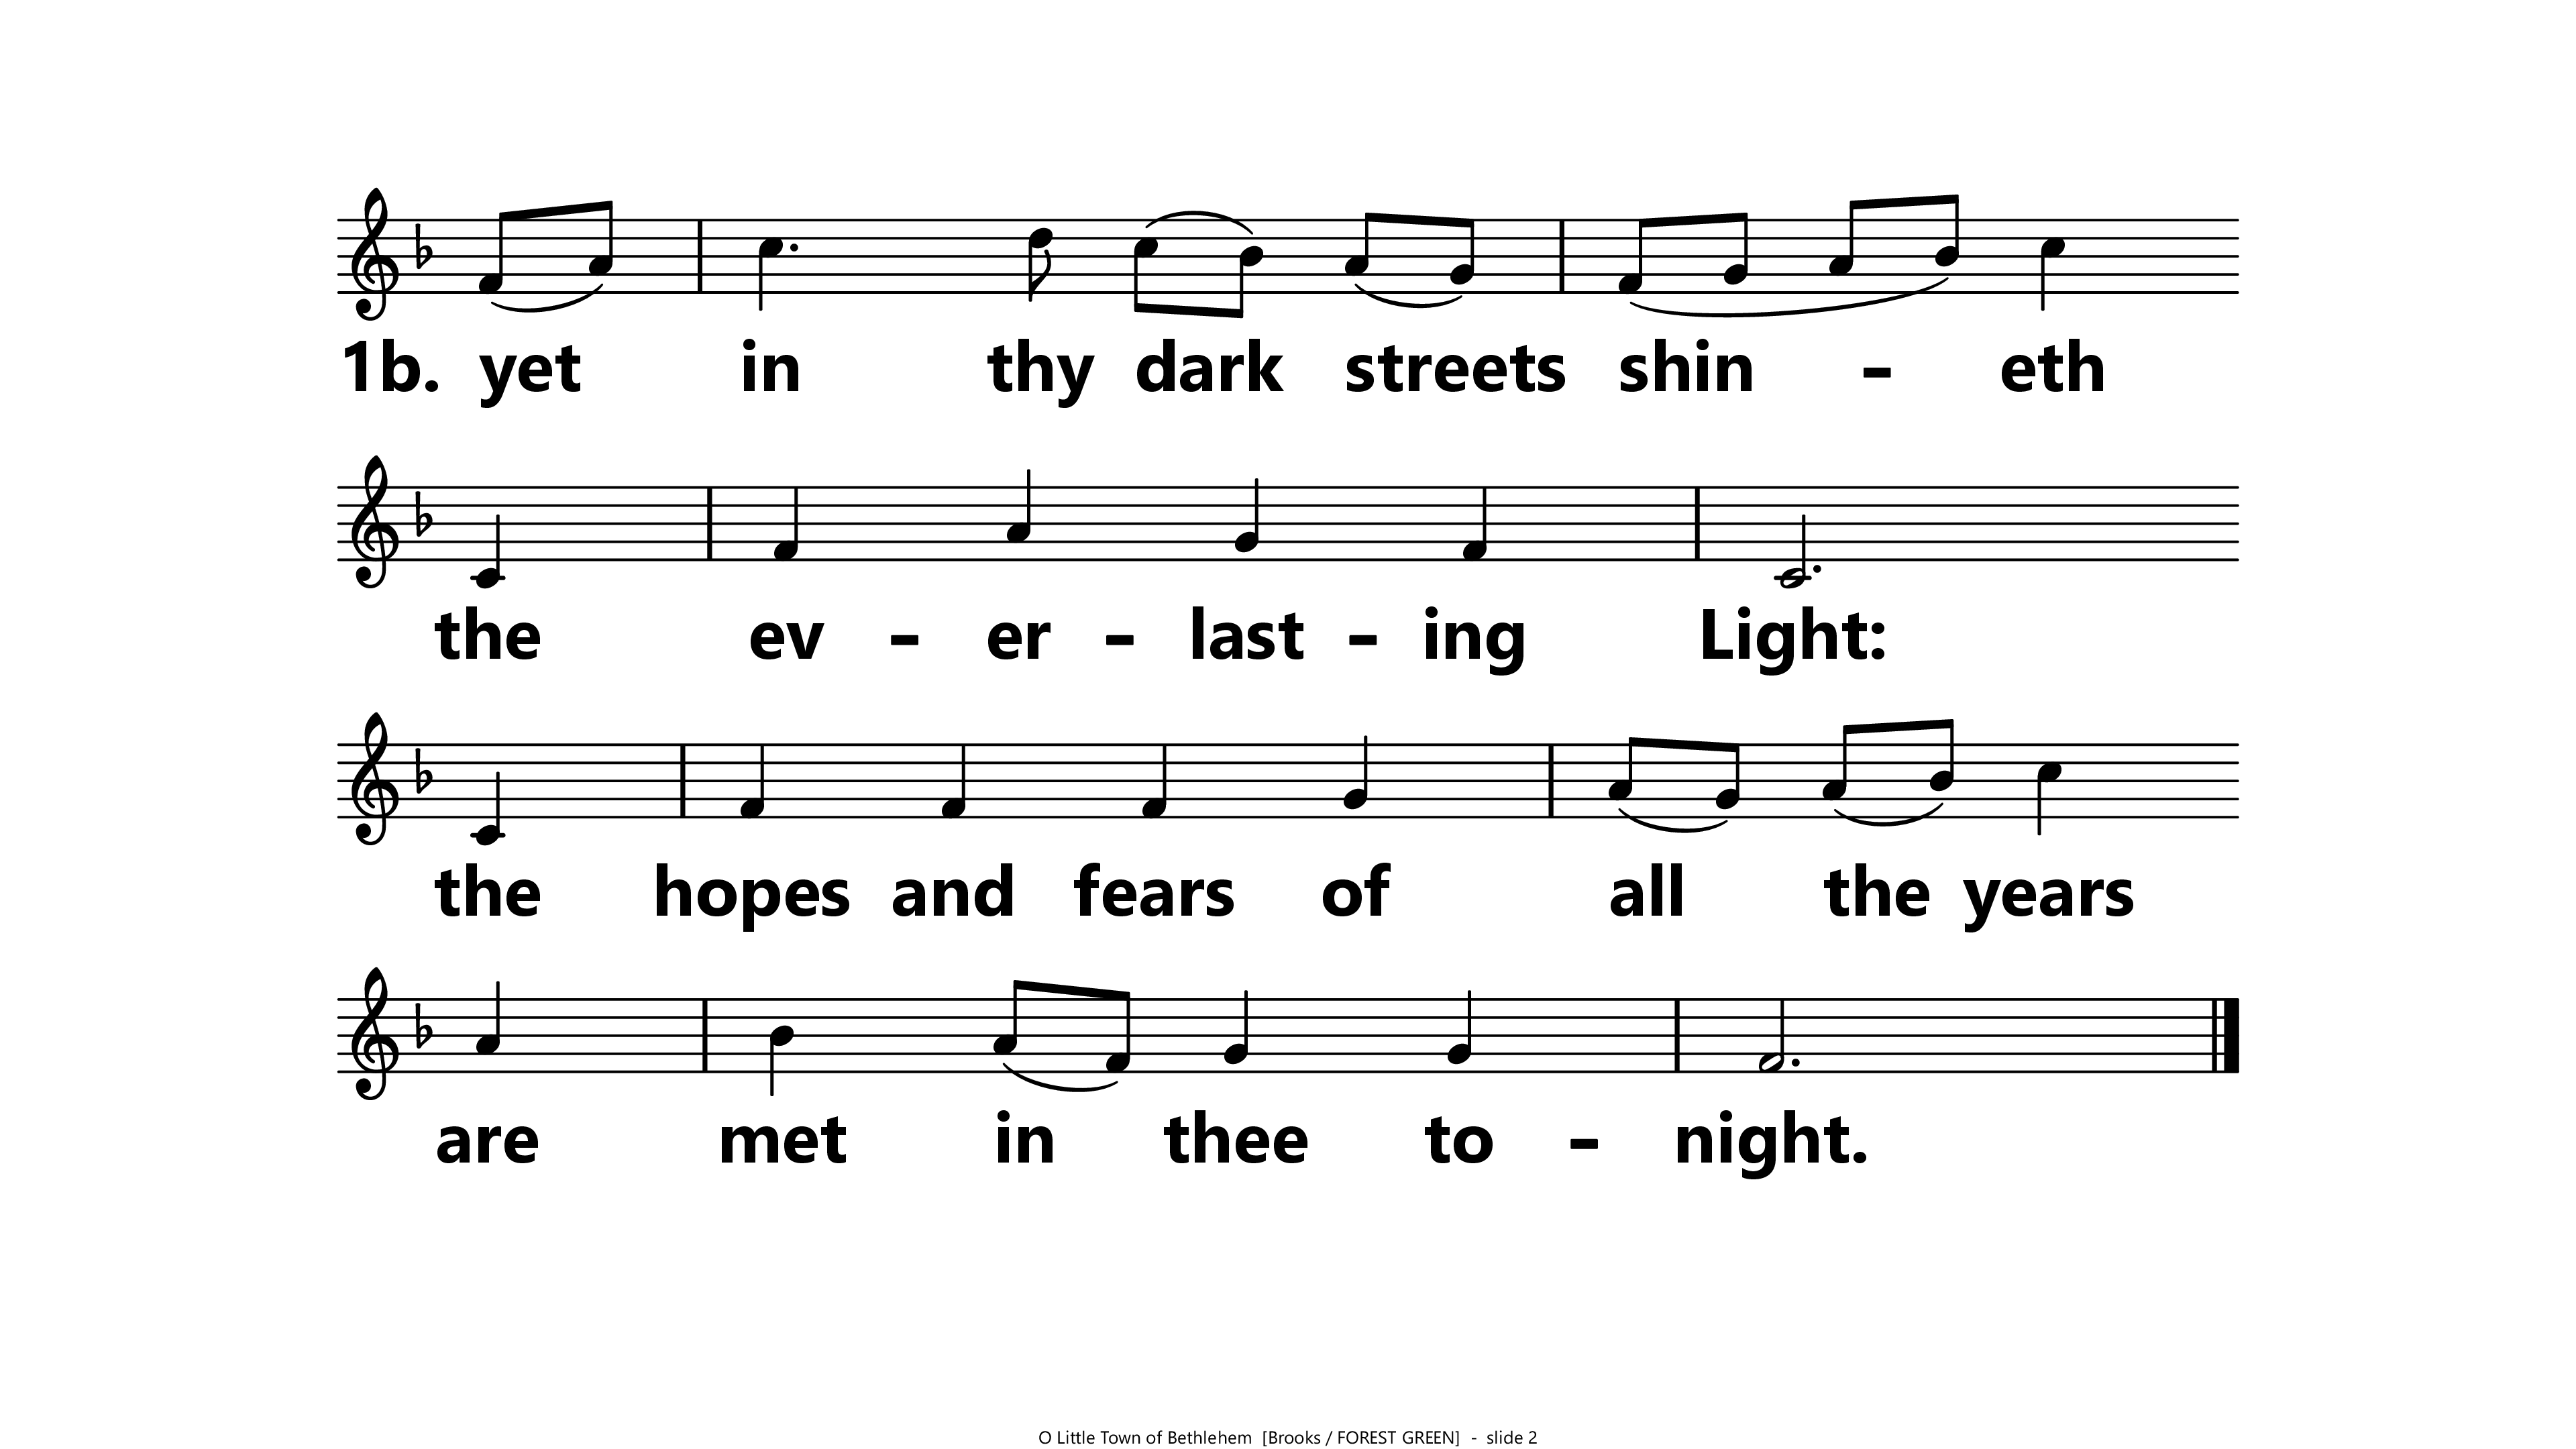 1b. yet in thy dark streets shin - eth
the ev - er - last - ing Light:
the hopes and fears of all the years
are met in thee to - night.
O Little Town of Bethlehem [Brooks / FOREST GREEN] - slide 2